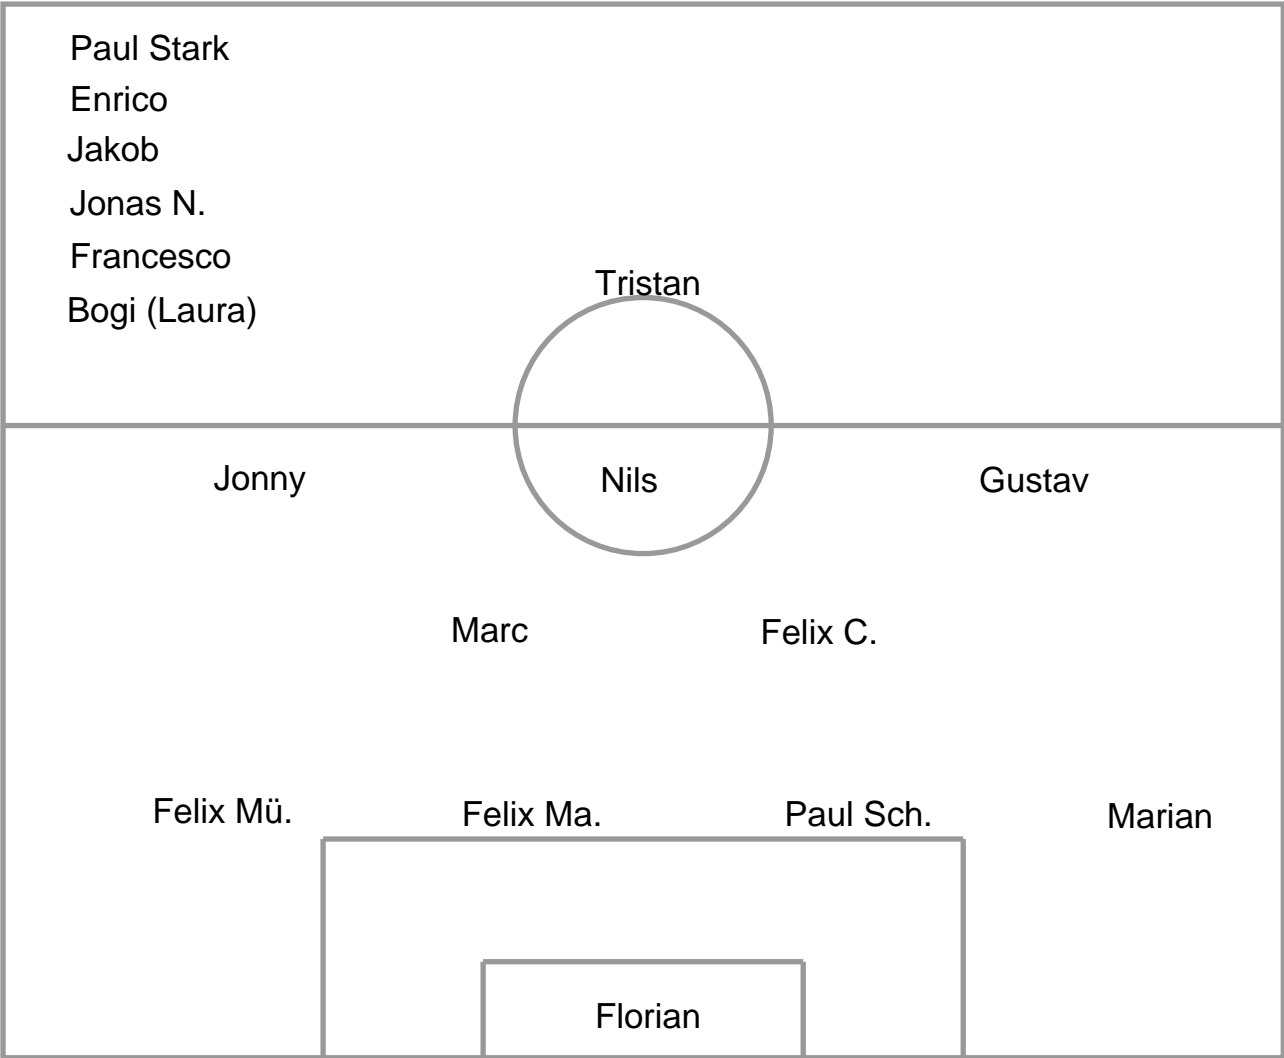 Paul Stark
Enrico
Jakob
Jonas N.
Francesco
Bogi (Laura)
Tristan
Jonny
Nils
Gustav
Marc
Felix C.
Felix Mü.
Felix Ma.
Paul Sch.
Marian
Florian